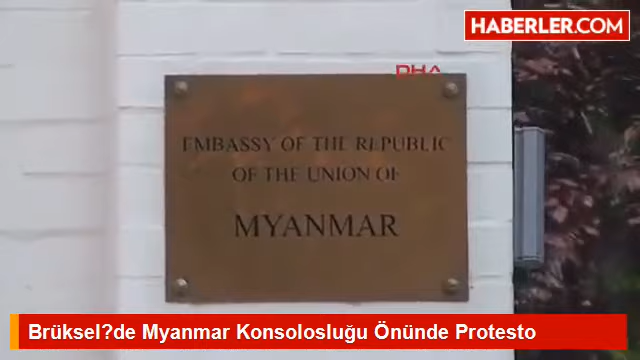 HABERLER.COM
DHA
EMBASSY OF THE REPUBLIC
OF THE UNION OF
MYANMAR
Brüksel?de Myanmar Konsolosluğu Önünde Protesto